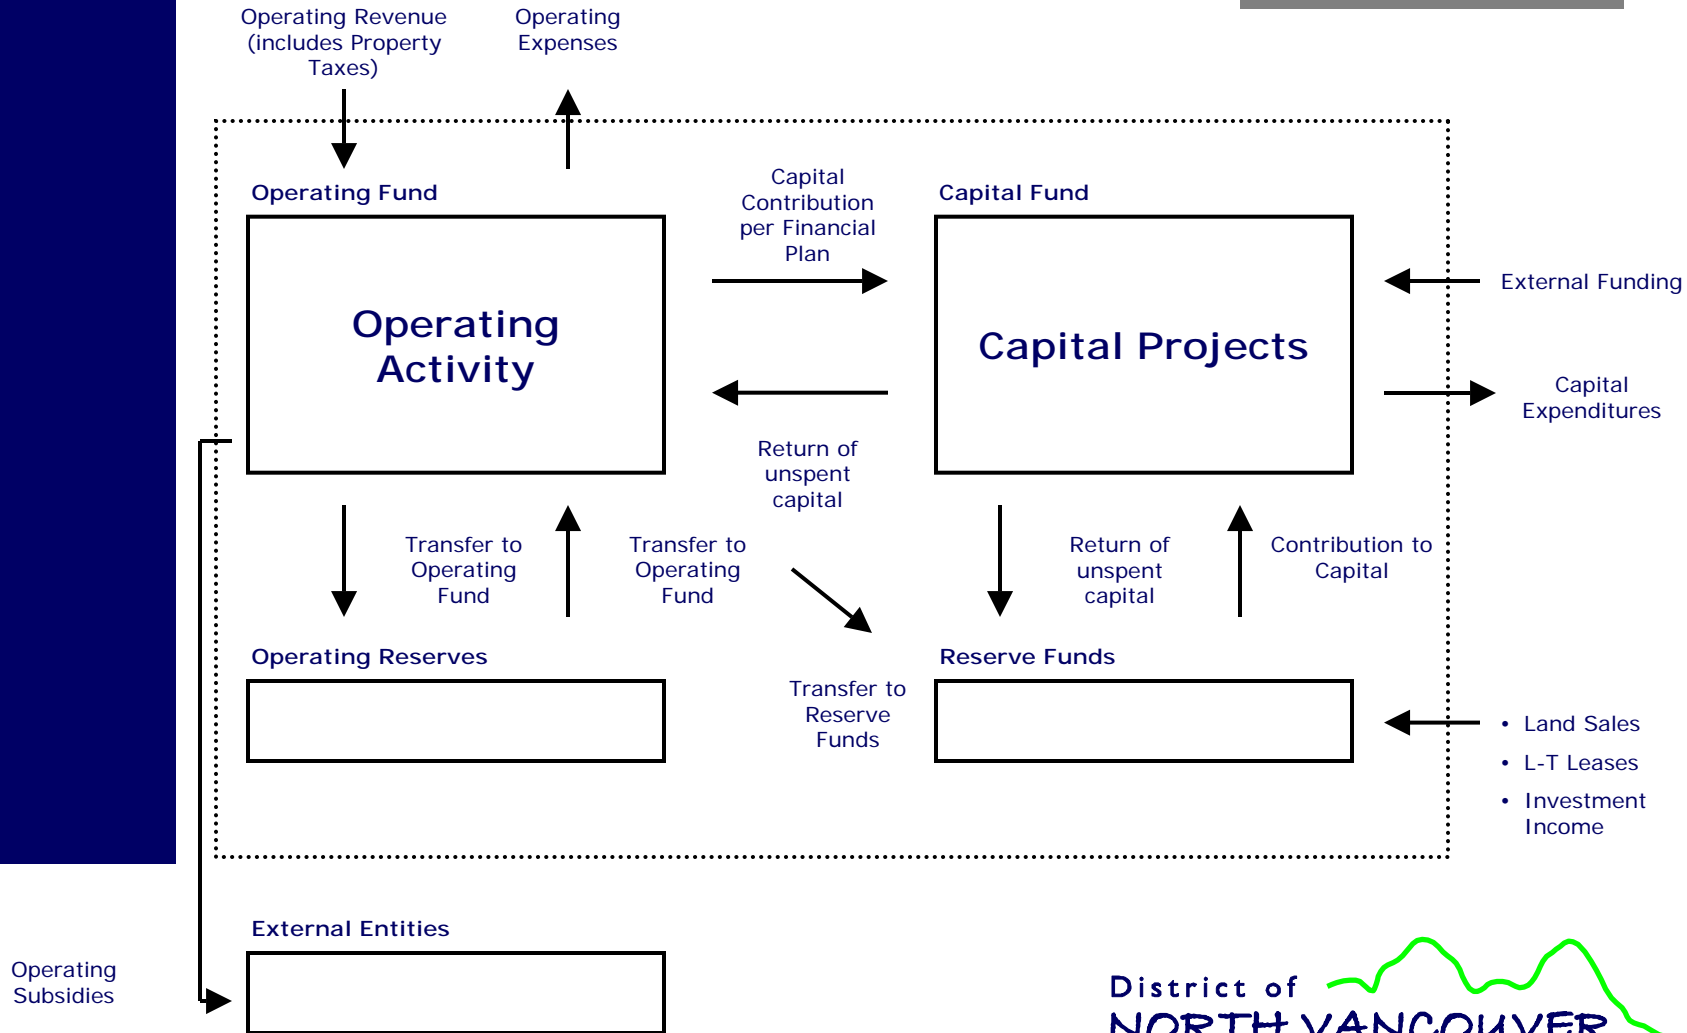 Operating Revenue
(includes Property
Taxes)
Operating
Expenses
Operating Fund
Capital
Contribution
per Financial
Plan
Capital Fund
Operating
Activity
Capital Projects
External Funding
Capital
Expenditures
Return of
unspent
capital
Transfer to
Operating
Fund
Transfer to
Operating
Fund
Return of
unspent
capital
Contribution to
Capital
Operating Reserves
Reserve Funds
Transfer to
Reserve
Funds
• Land Sales
• L-T Leases
• Investment
Income
External Entities
Operating
Subsidies
District of
NORTH VANCOUVER